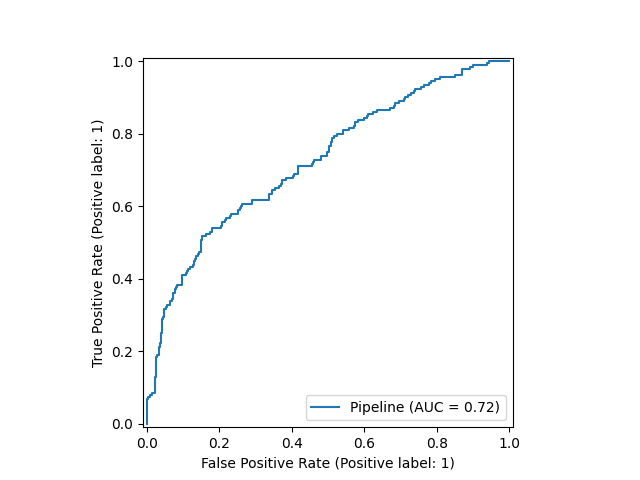 1.0
0.8
0.6
0.4
0.2
0.0
True Positive Rate (Positive label: 1)
Pipeline (AUC = 0.72)
0.0 0.2 0.4 0.6 0.8 1.0
False Positive Rate (Positive label: 1)